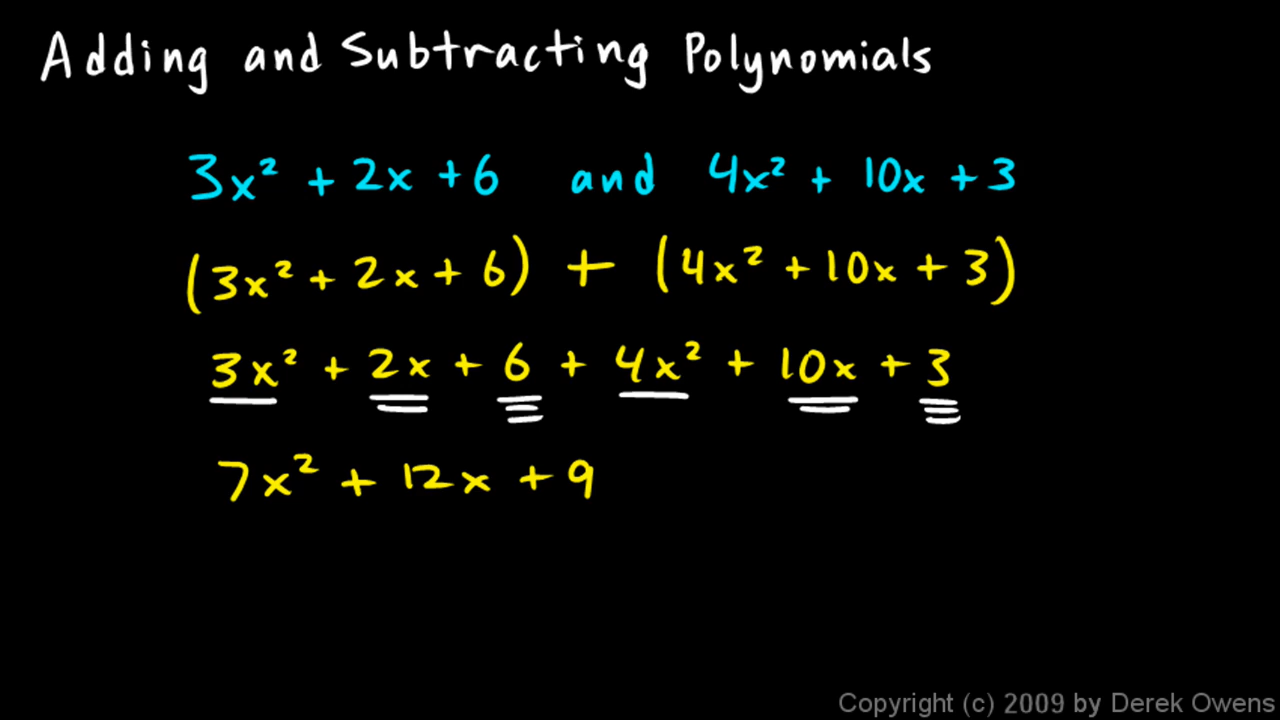 Adding and Subtracting Polynomials
3x² + 2x + 6 and 4x² + 10x + 3
(3x² + 2x + 6) + (4x² + 10x + 3)
3x² + 2x + 6 + 4x² + 10x + 3
7x² + 12x + 9
Copyright (c) 2009 by Derek Owens